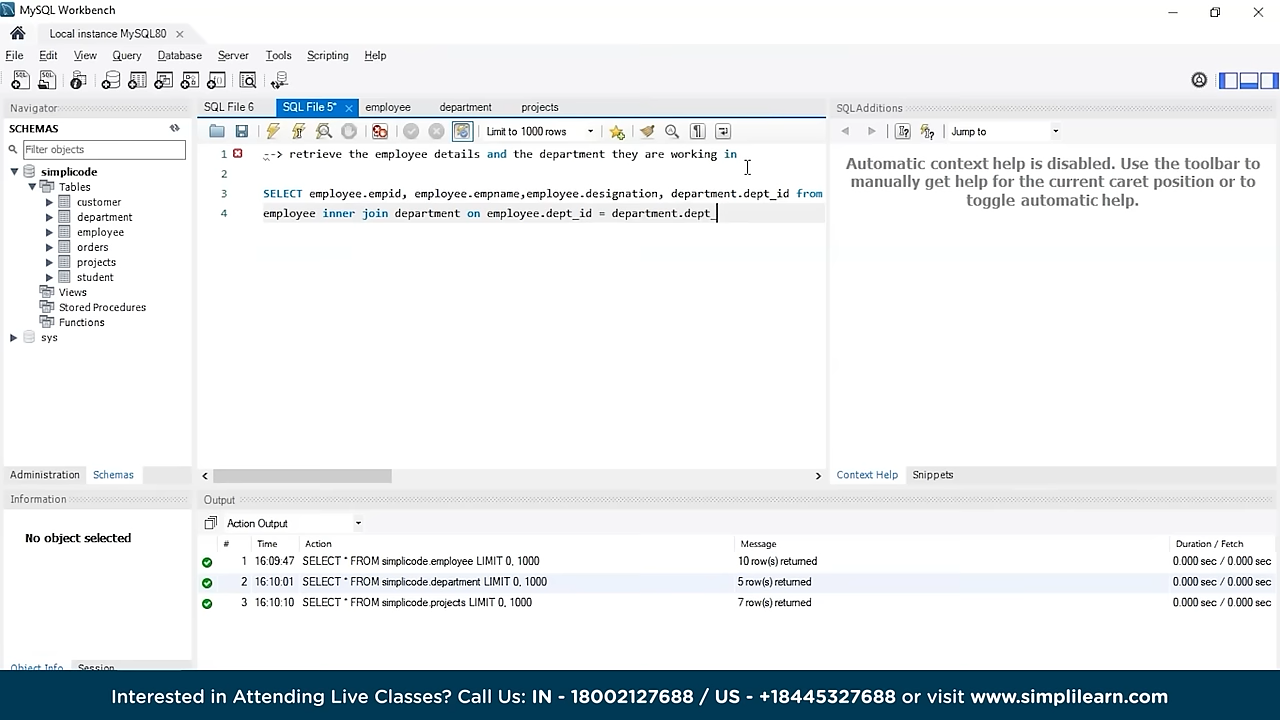 MySQL Workbench
Local instance MySQL80
File Edit View Query Database Server Tools Scripting Help
Navigator
SCHEMAS
Filter objects
simplicode
Tables
customer
department
employee
orders
projects
student
Views
Stored Procedures
Functions
sys
Administration Schemas
Information
No object selected
Object Info Session
SQL File 6 SQL File 5* employee department projects
Limit to 1000 rows
1 --> retrieve the employee details and the department they are working in
2
3 SELECT employee.empid, employee.empname,employee.designation, department.dept_id from
4 employee inner join department on employee.dept_id = department.dept_
SQLAdditions
Jump to
Automatic context help is disabled. Use the toolbar to
manually get help for the current caret position or to
toggle automatic help.
Context Help Snippets
Output
Action Output
# Time Action Message Duration / Fetch
1 16:09:47 SELECT * FROM simplicode.employee LIMIT 0, 1000 10 row(s) returned 0.000 sec / 0.000 sec
2 16:10:01 SELECT * FROM simplicode.department LIMIT 0, 1000 5 row(s) returned 0.000 sec / 0.000 sec
3 16:10:10 SELECT * FROM simplicode.projects LIMIT 0, 1000 7 row(s) returned 0.000 sec / 0.000 sec
Interested in Attending Live Classes? Call Us: IN - 18002127688 / US - +18445327688 or visit www.simplilearn.com